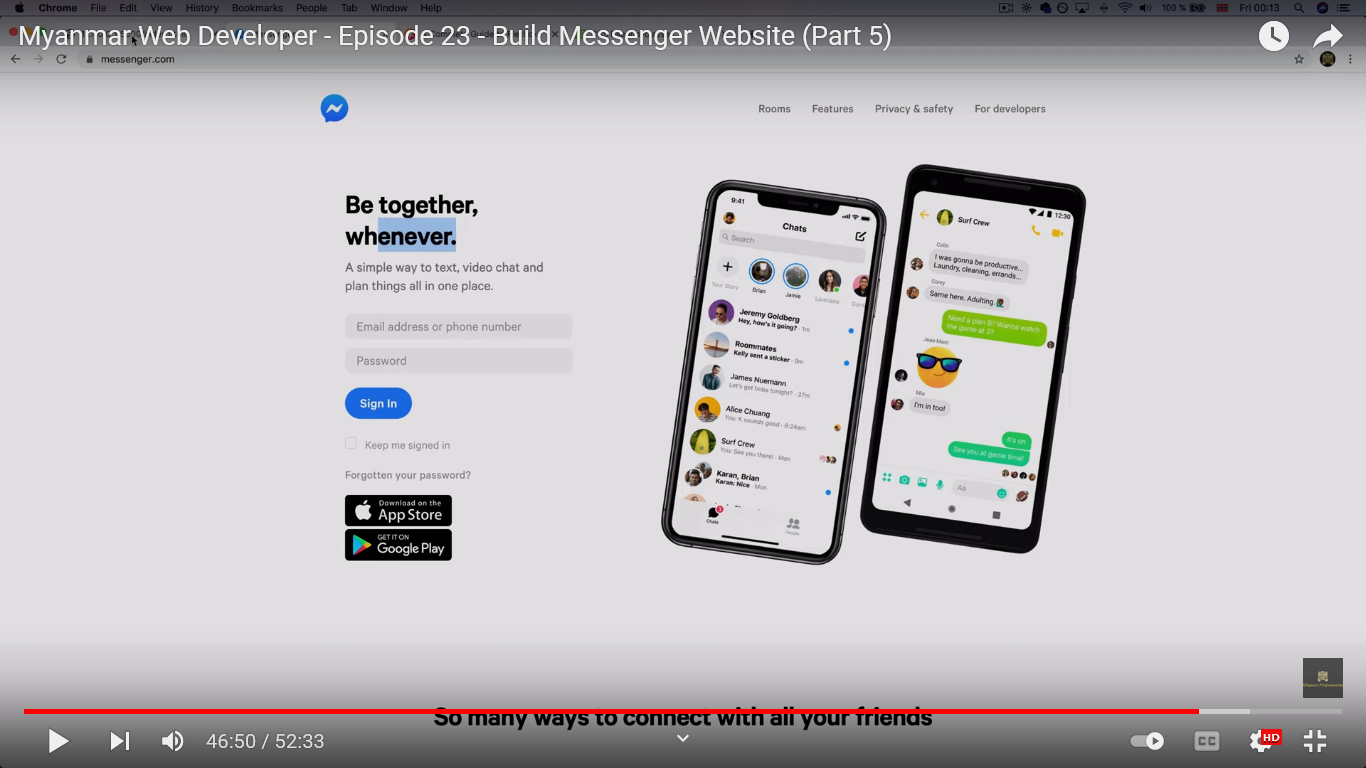 Chrome File Edit View History Bookmarks People Tab Window Help 100 % Fri 00:13
Myanmar Web Developer - Episode 23 - Build Messenger Website (Part 5)
messenger.com
Rooms Features Privacy & safety For developers
Be together,
whenever.
A simple way to text, video chat and
plan things all in one place.
Email address or phone number
Password
Sign In
Keep me signed in
Forgotten your password?
Download on the
App Store
GET IT ON
Google Play
9:41
Chats
Search
Your Story Brian Jamie Loredana
Jeremy Goldberg
Hey, how's it going? · 1m
Roommates
Kelly sent a sticker · 9m
James Nuemann
Let's get boba tonight? · 37m
Alice Chuang
You: K sounds good · 8:24am
Surf Crew
You: See you there! · Mon
Karan, Brian
Karan: Nice · Mon
3
Chats People
12:30
Surf Crew
Colin
I was gonna be productive...
Laundry, cleaning, errands...
Corey
Same here. Adulting.
Need a plan B? Wanna watch
the game at 2?
Jean Marc
Mia
I'm in too!
It's on
See you at game time!
Aa
So many ways to connect with all your friends
46:50 / 52:33
CC
HD